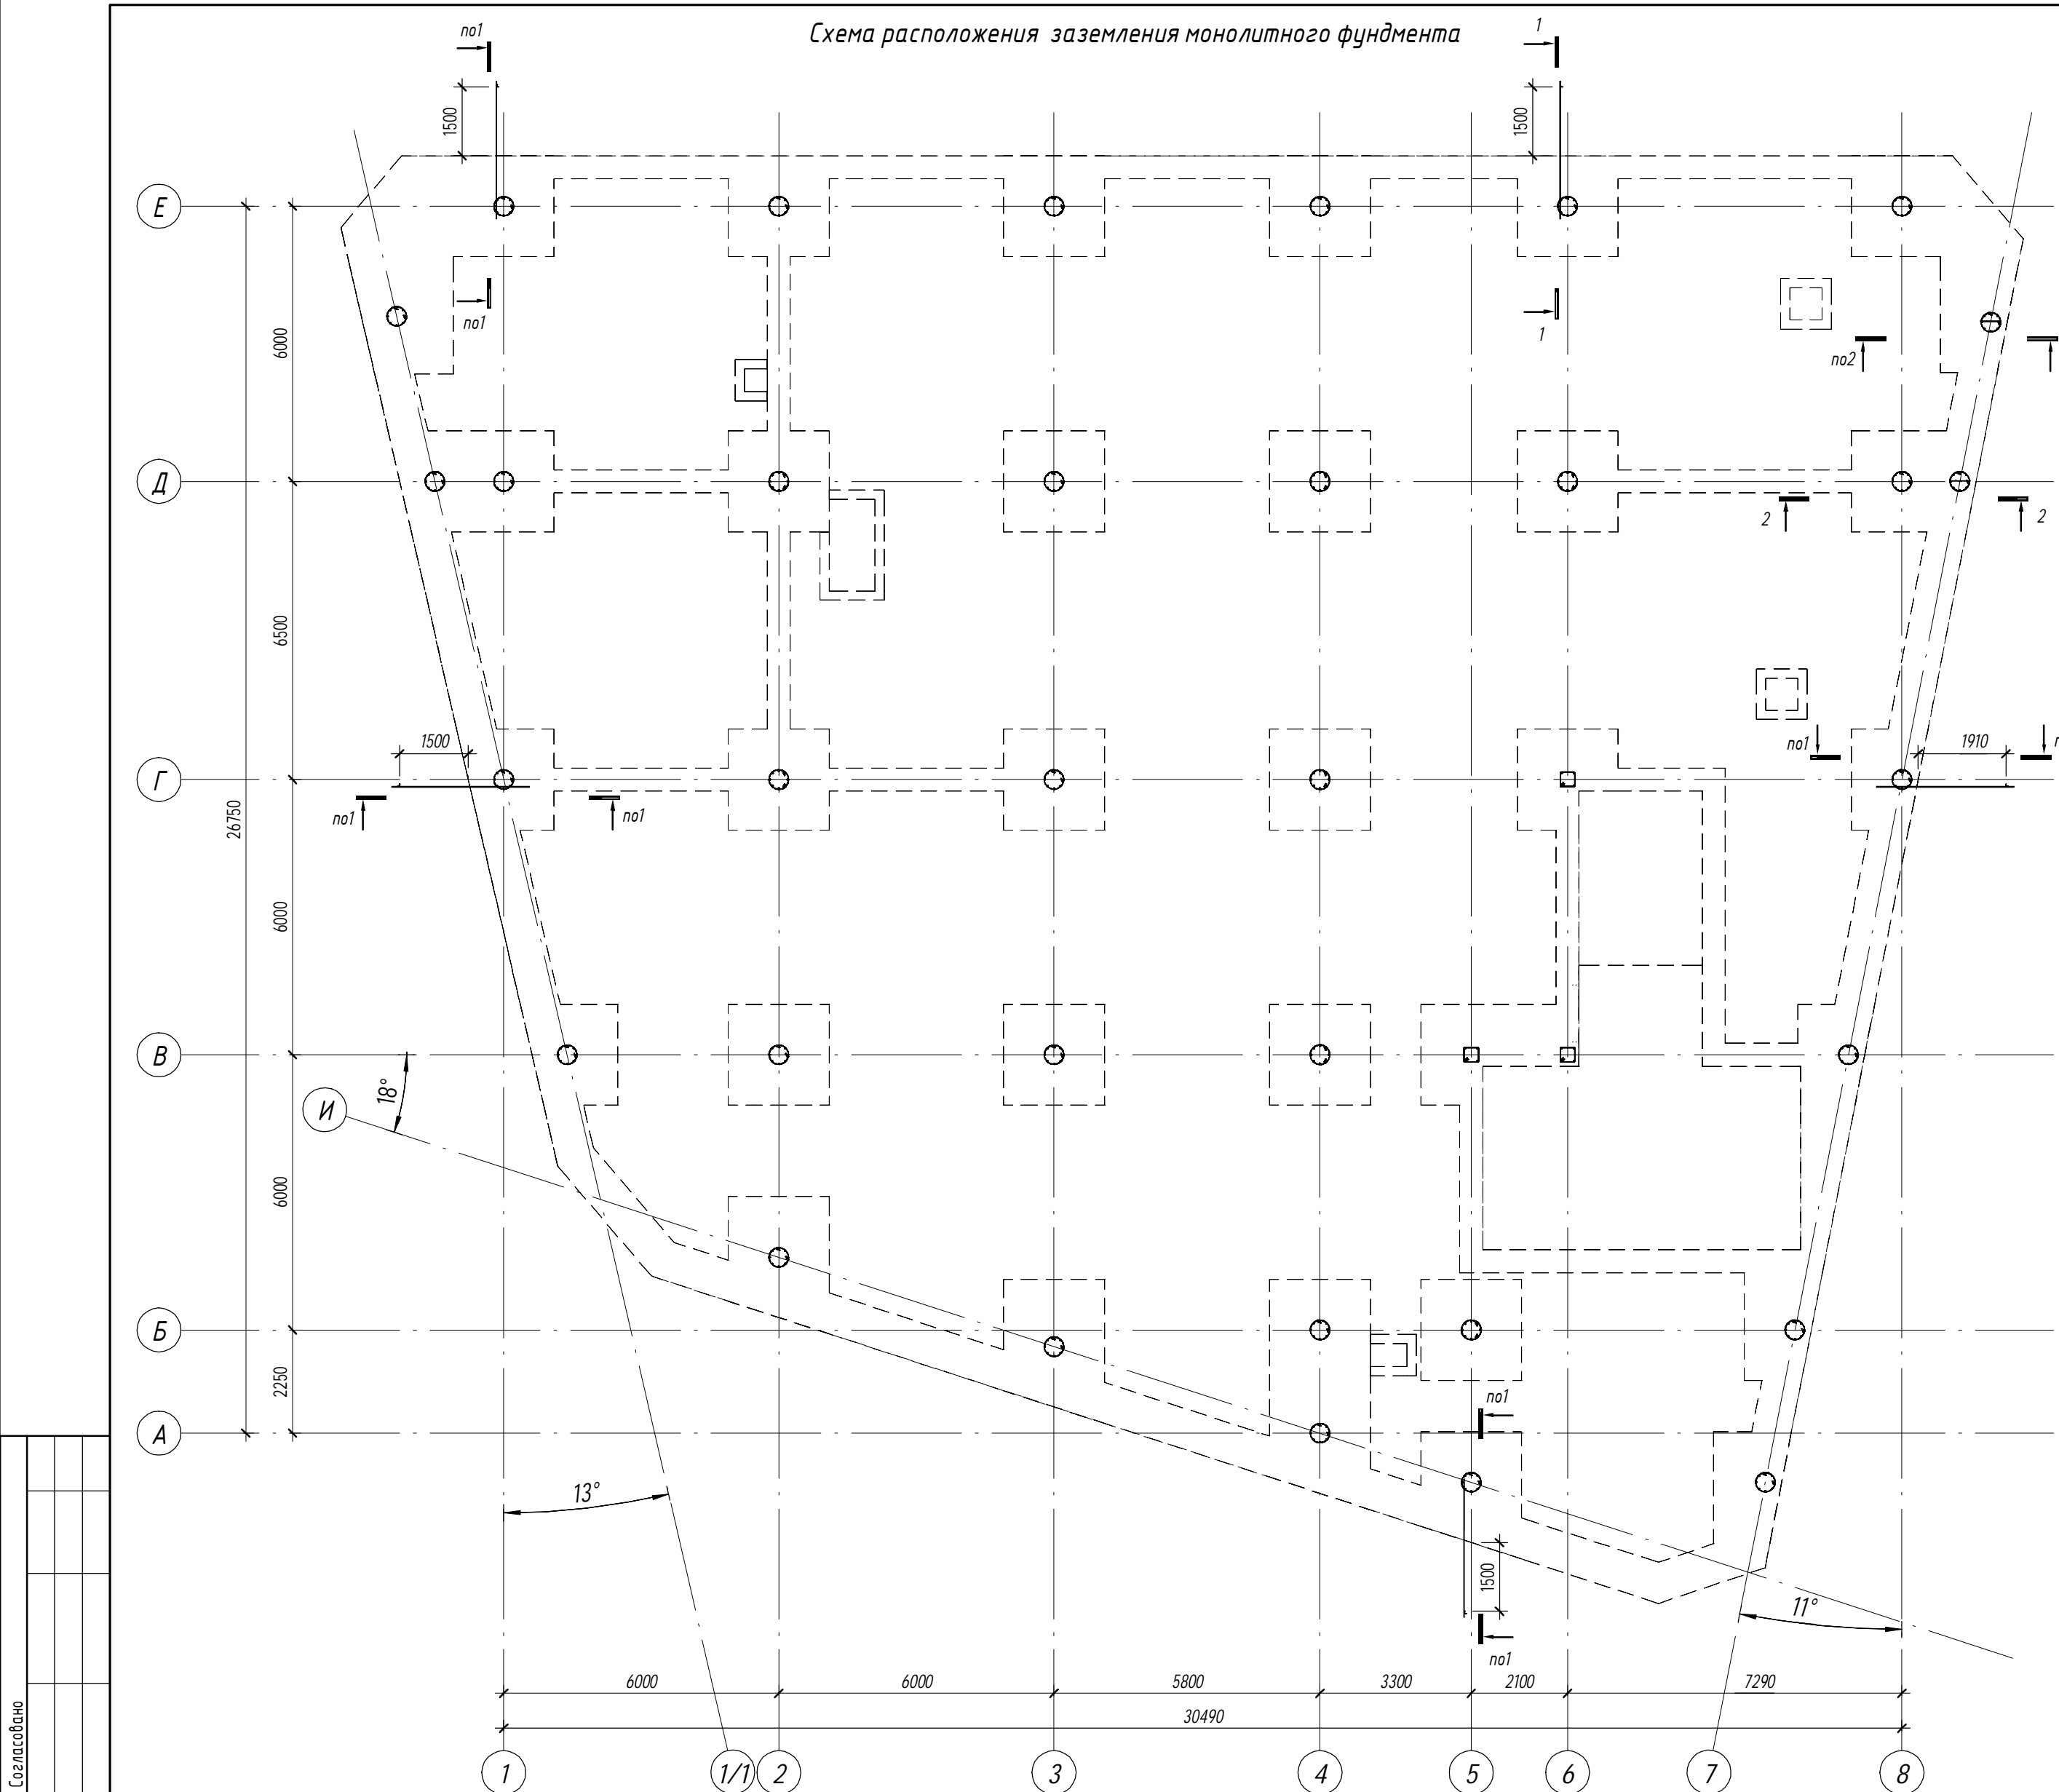 Схема расположения заземления монолитного фундмента
по1
1
1500
1500
Е
по1
1
6000
по2
Д
2
2
6500
1500
по1
1910
Г
по1
по1
26750
6000
В
18°
И
6000
Б
2250
по1
А
13°
1500
11°
по1
6000
6000
5800
3300
2100
7290
30490
Согласовано
1
1/1
2
3
4
5
6
7
8